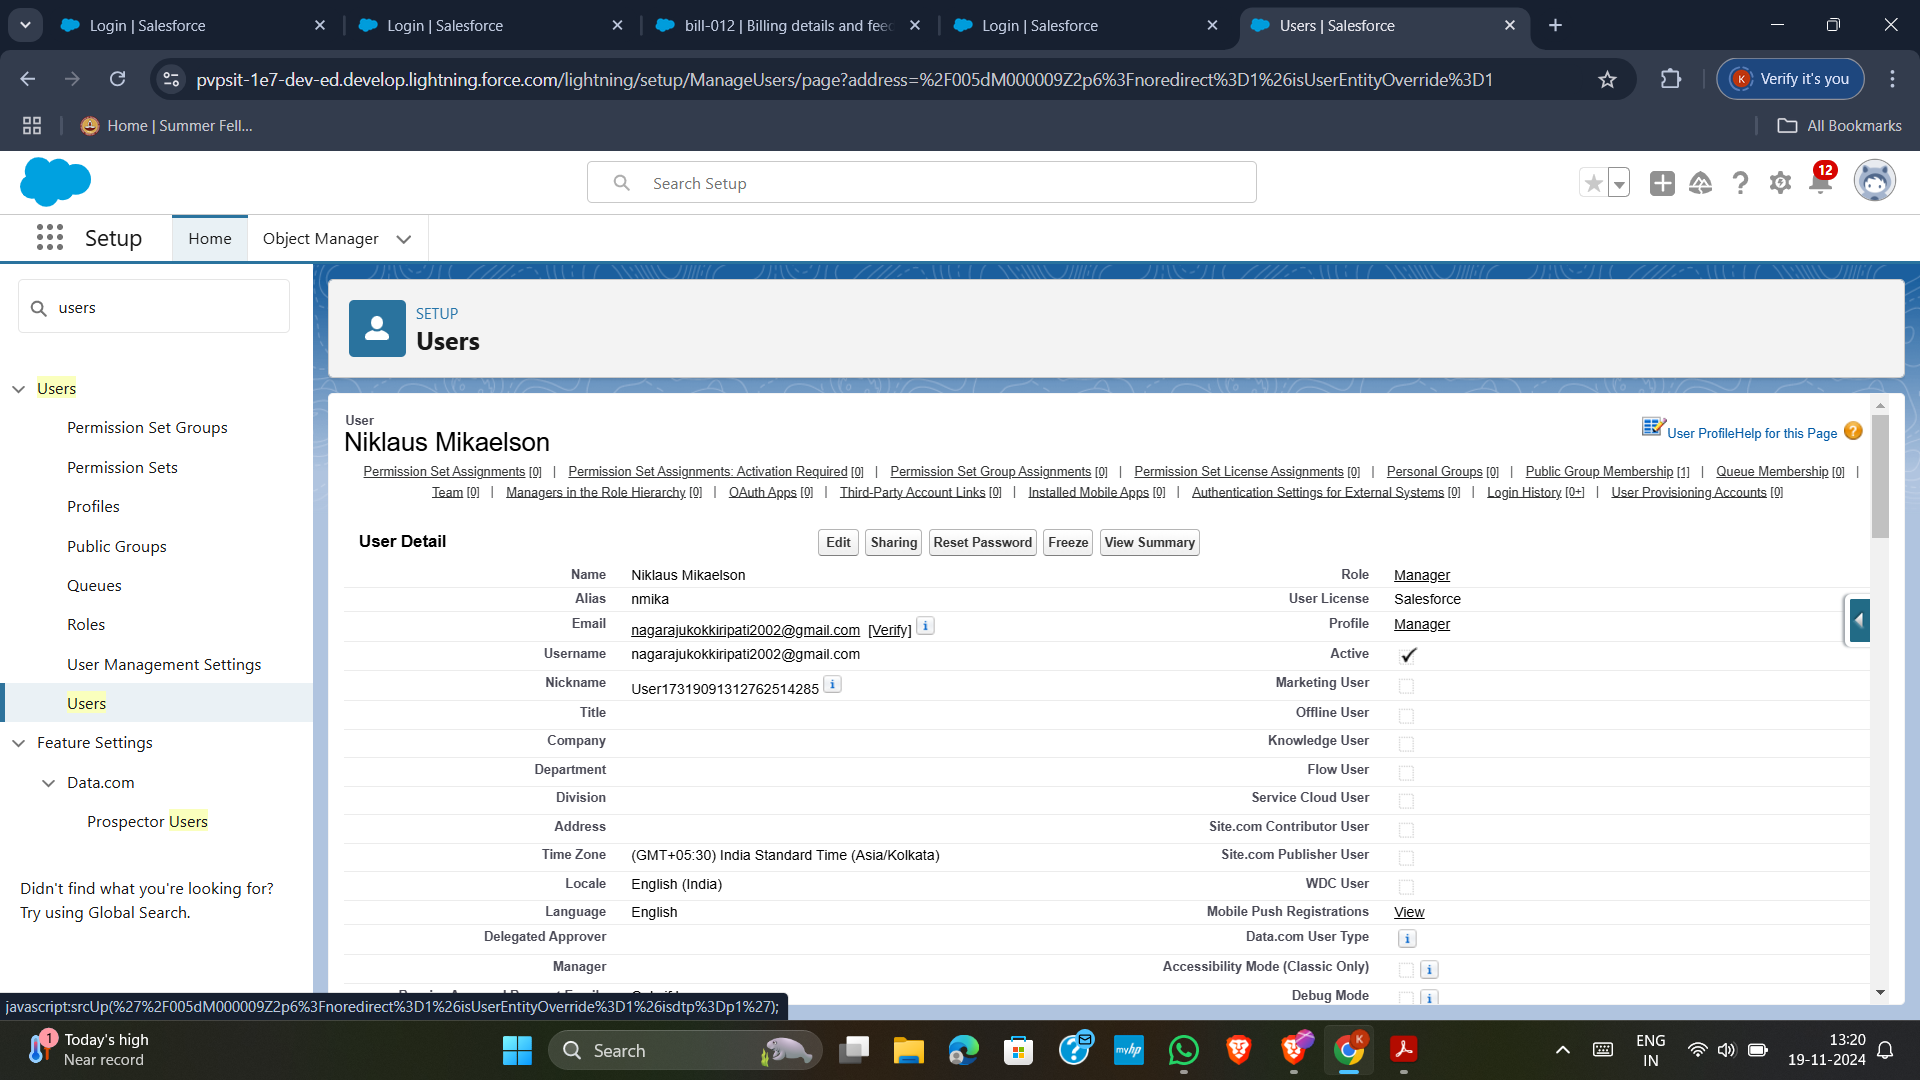 Login | Salesforce
Login | Salesforce
bill-012 | Billing details and fee
Login | Salesforce
Users | Salesforce
pvpsit-1e7-dev-ed.develop.lightning.force.com/lightning/setup/ManageUsers/page?address=%2F005dM000009Z2p6%3Fnoredirect%3D1%26isUserEntityOverride%3D1
K Verify it's you
Home | Summer Fell...
All Bookmarks
Search Setup
12
Setup
Home
Object Manager
users
Users
Permission Set Groups
Permission Sets
Profiles
Public Groups
Queues
Roles
User Management Settings
Users
Feature Settings
Data.com
Prospector Users
Didn't find what you're looking for?
Try using Global Search.
SETUP
Users
User
Niklaus Mikaelson
User Profile Help for this Page ?
Permission Set Assignments [0] | Permission Set Assignments: Activation Required [0] | Permission Set Group Assignments [0] | Permission Set License Assignments [0] | Personal Groups [0] | Public Group Membership [1] | Queue Membership [0] |
Team [0] | Managers in the Role Hierarchy [0] | OAuth Apps [0] | Third-Party Account Links [0] | Installed Mobile Apps [0] | Authentication Settings for External Systems [0] | Login History [0+] | User Provisioning Accounts [0]
User Detail
Edit Sharing Reset Password Freeze View Summary
Name Niklaus Mikaelson Role Manager
Alias nmika User License Salesforce
Email nagarajukokkiripati2002@gmail.com [Verify] i Profile Manager
Username nagarajukokkiripati2002@gmail.com Active
Nickname User17319091312762514285 i Marketing User
Title Offline User
Company Knowledge User
Department Flow User
Division Service Cloud User
Address Site.com Contributor User
Time Zone (GMT+05:30) India Standard Time (Asia/Kolkata) Site.com Publisher User
Locale English (India) WDC User
Language English Mobile Push Registrations View
Delegated Approver Data.com User Type i
Manager Accessibility Mode (Classic Only) i
Debug Mode i
javascript:srcUp(%27%2F005dM000009Z2p6%3Fnoredirect%3D1%26isUserEntityOverride%3D1%26isdtp%3Dp1%27);
1
Today's high
Near record
Search
myhp
K
ENG
IN
13:20
19-11-2024